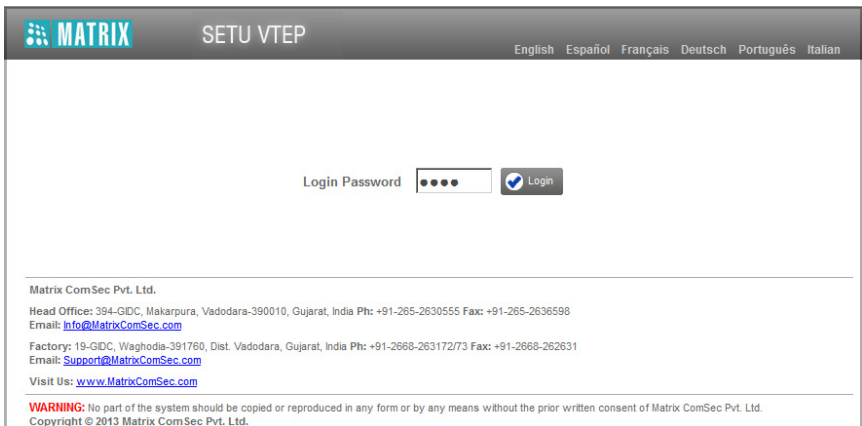 MATRIX SETU VTEP
English Español Français Deutsch Português Italian
Login Password Login
Matrix ComSec Pvt. Ltd.
Head Office: 394-GIDC, Makarpura, Vadodara-390010, Gujarat, India Ph: +91-265-2630555 Fax: +91-265-2636598
Email: Info@MatrixComSec.com
Factory: 19-GIDC, Waghodia-391760, Dist. Vadodara, Gujarat, India Ph: +91-2668-263172/73 Fax: +91-2668-262631
Email: Support@MatrixComSec.com
Visit Us: www.MatrixComSec.com
WARNING: No part of the system should be copied or reproduced in any form or by any means without the prior written consent of Matrix ComSec Pvt. Ltd.
Copyright © 2013 Matrix ComSec Pvt. Ltd.